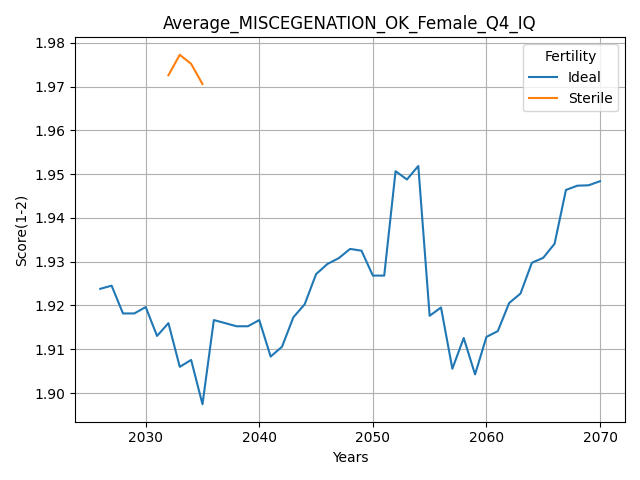 Average_MISCEGENATION_OK_Female_Q4_IQ
Score(1-2)
1.98
1.97
1.96
1.95
1.94
1.93
1.92
1.91
1.90
Fertility
Ideal
Sterile
2030 2040 2050 2060 2070
Years